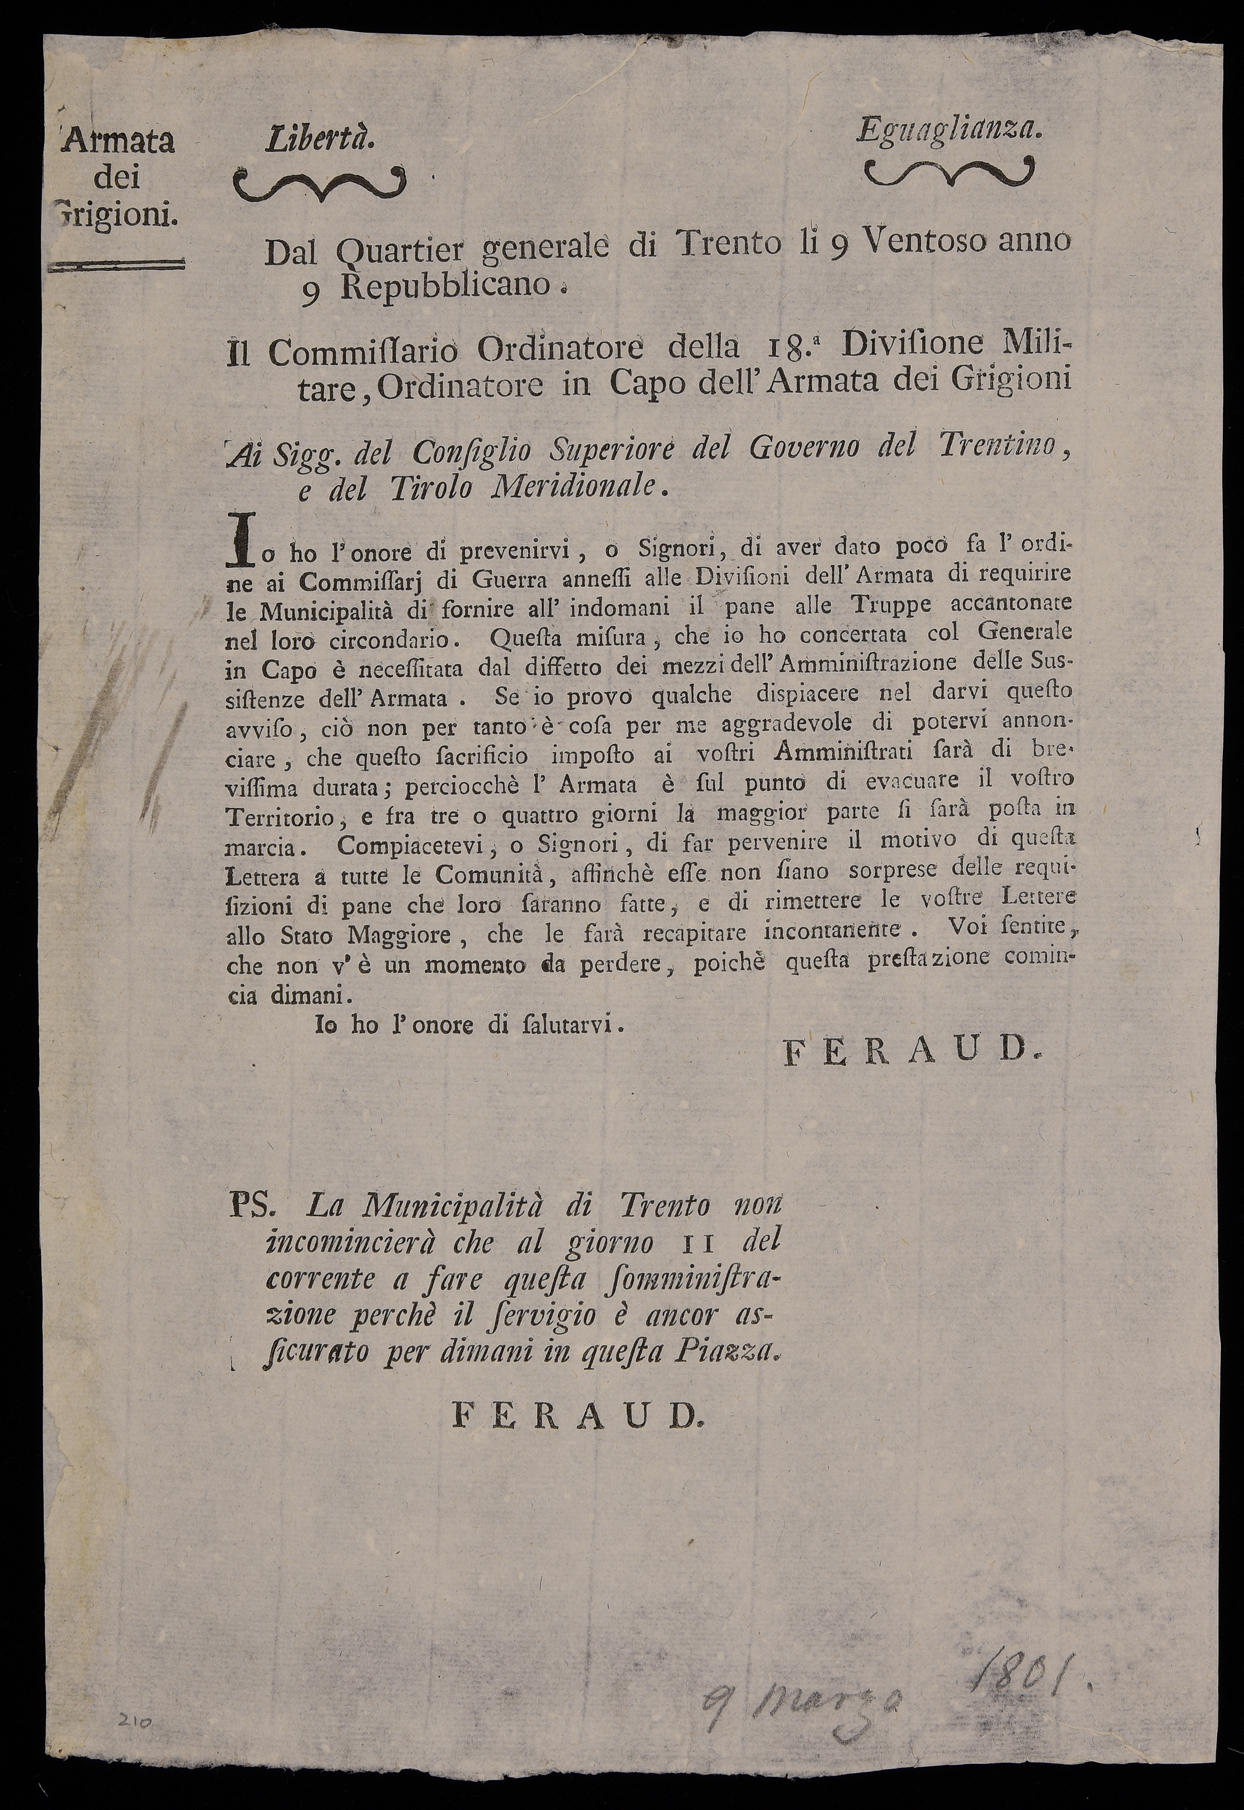 Armata
dei
Grigioni.
Libertà.
Eguaglianza.
Dal Quartier generale di Trento li 9 Ventoso anno
9 Repubblicano.
Il Commiſſario Ordinatore della 18.ª Diviſione Mili-
tare, Ordinatore in Capo dell' Armata dei Grigioni
Ai Sigg. del Conſiglio Superiore del Governo del Trentino,
e del Tirolo Meridionale.
Io ho l'onore di prevenirvi, o Signori, di aver dato poco fa l' ordi-
ne ai Commiſſarj di Guerra anneſſi alle Diviſioni dell' Armata di requirire
le Municipalità di fornire all' indomani il pane alle Truppe accantonate
nel loro circondario. Queſta miſura, che io ho concertata col Generale
in Capo è neceſſitata dal diffetto dei mezzi dell' Amminiſtrazione delle Sus-
siſtenze dell' Armata. Se io provo qualche dispiacere nel darvi queſto
avviſo, ciò non per tanto è coſa per me aggradevole di potervi annon-
ciare, che queſto ſacrificio impoſto ai voſtri Amminiſtrati ſarà di bre-
viſſima durata; perciocchè l' Armata è ſul punto di evacuare il voſtro
Territorio, e fra tre o quattro giorni la maggior parte ſi ſarà poſta in
marcia. Compiacetevi, o Signori, di far pervenire il motivo di queſta
Lettera a tutte le Comunità, affinchè eſſe non ſiano sorprese delle requi-
ſizioni di pane che loro ſaranno fatte, e di rimettere le voſtre Lettere
allo Stato Maggiore, che le farà recapitare incontanente. Voi ſentite,
che non v' è un momento da perdere, poichè queſta preſtazione comin-
cia dimani.
Io ho l'onore di ſalutarvi.
FERAUD.
PS. La Municipalità di Trento non
incomincierà che al giorno 11 del
corrente a fare queſta ſomminiſtra-
zione perchè il ſervigio è ancor as-
ſicurato per dimani in queſta Piazza.
FERAUD.
9 Marzo 1801.
210